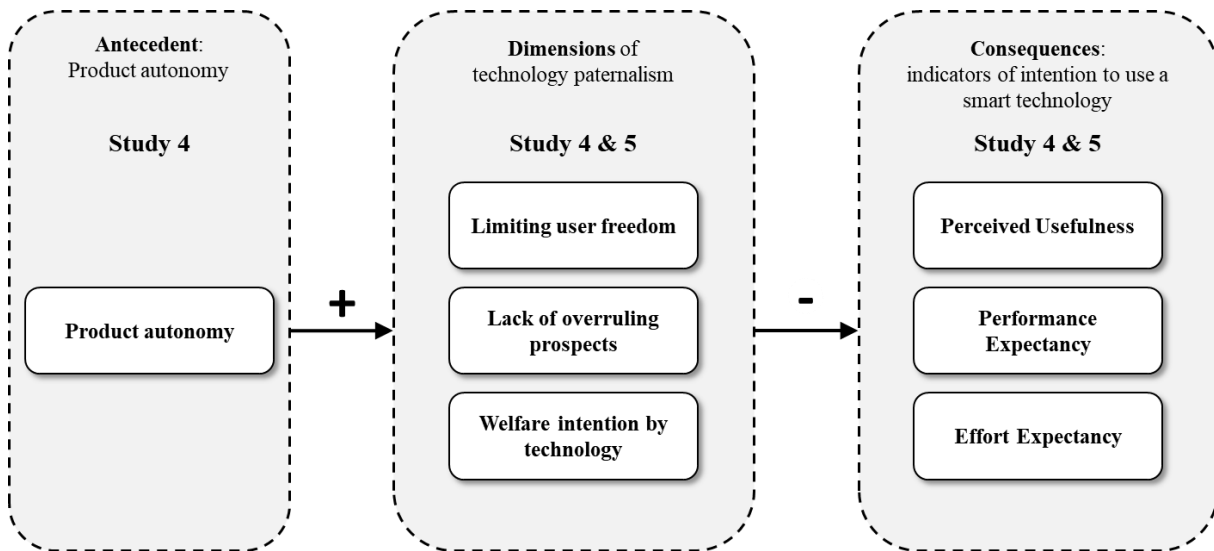 Antecedent:
Product autonomy
Study 4
Product autonomy
+
Dimensions of
technology paternalism
Study 4 & 5
Limiting user freedom
Lack of overruling
prospects
Welfare intention by
technology
-
Consequences:
indicators of intention to use a
smart technology
Study 4 & 5
Perceived Usefulness
Performance
Expectancy
Effort Expectancy